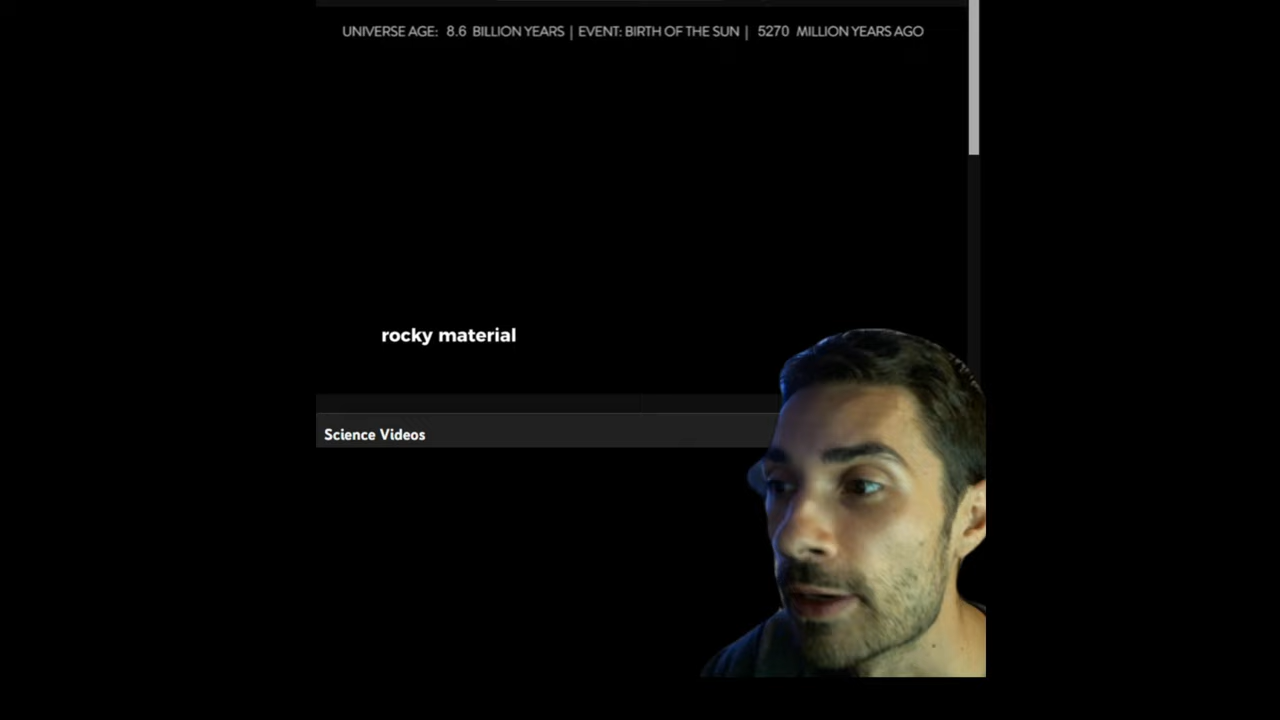 UNIVERSE AGE: 8.6 BILLION YEARS | EVENT: BIRTH OF THE SUN | 5270 MILLION YEARS AGO
rocky material
Science Videos